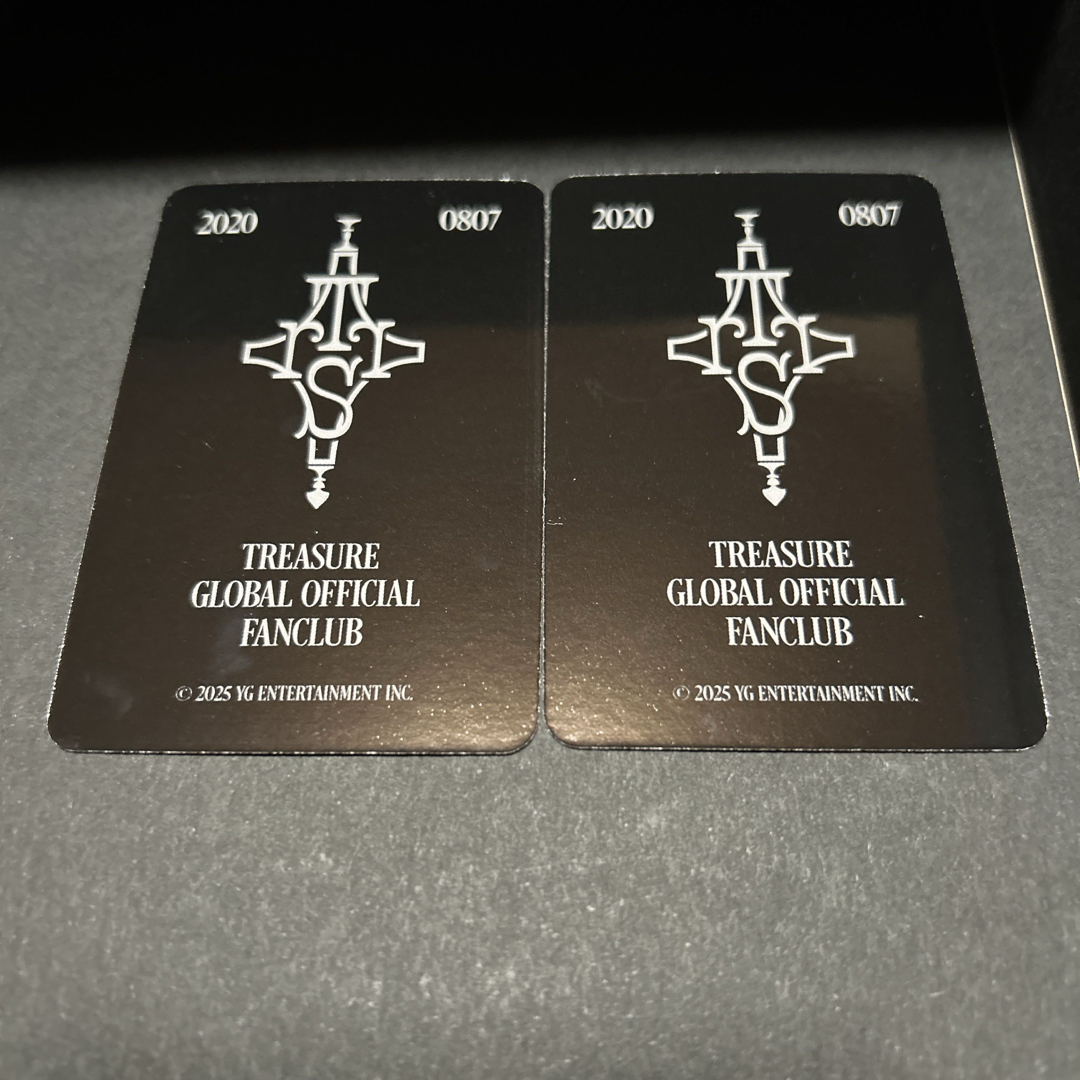 2020 0807
TREASURE
GLOBAL OFFICIAL
FANCLUB
© 2025 YG ENTERTAINMENT INC.
2020 0807
TREASURE
GLOBAL OFFICIAL
FANCLUB
© 2025 YG ENTERTAINMENT INC.